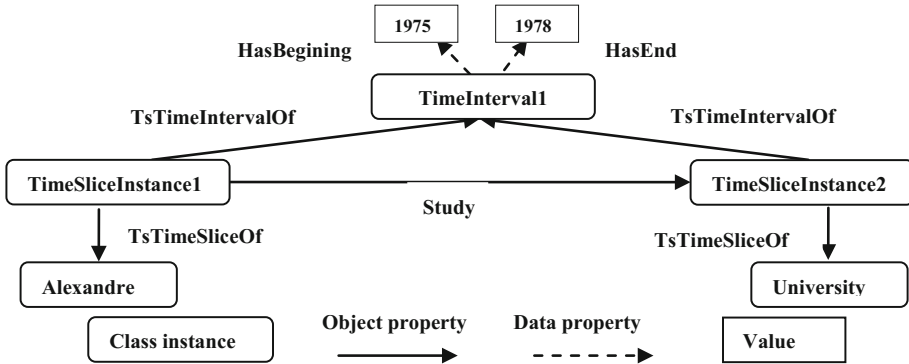 1975
1978
HasBegining
HasEnd
TimeInterval1
TsTimeIntervalOf
TsTimeIntervalOf
TimeSliceInstance1
TimeSliceInstance2
Study
TsTimeSliceOf
TsTimeSliceOf
Alexandre
University
Class instance
Object property
Data property
Value